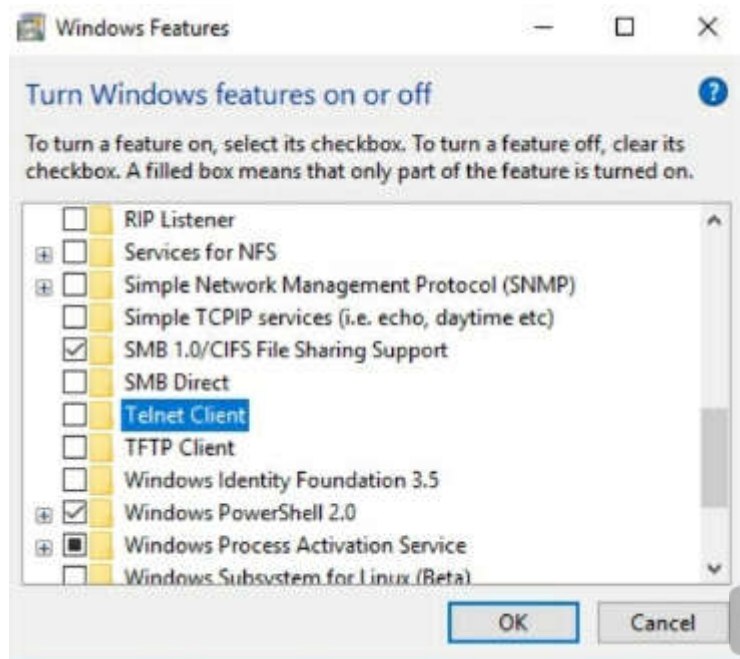 Windows Features
Turn Windows features on or off
?
To turn a feature on, select its checkbox. To turn a feature off, clear its
checkbox. A filled box means that only part of the feature is turned on.
RIP Listener
Services for NFS
Simple Network Management Protocol (SNMP)
Simple TCPIP services (i.e. echo, daytime etc)
SMB 1.0/CIFS File Sharing Support
SMB Direct
Telnet Client
TFTP Client
Windows Identity Foundation 3.5
Windows PowerShell 2.0
Windows Process Activation Service
Windows Subsystem for Linux (Beta)
OK Cancel